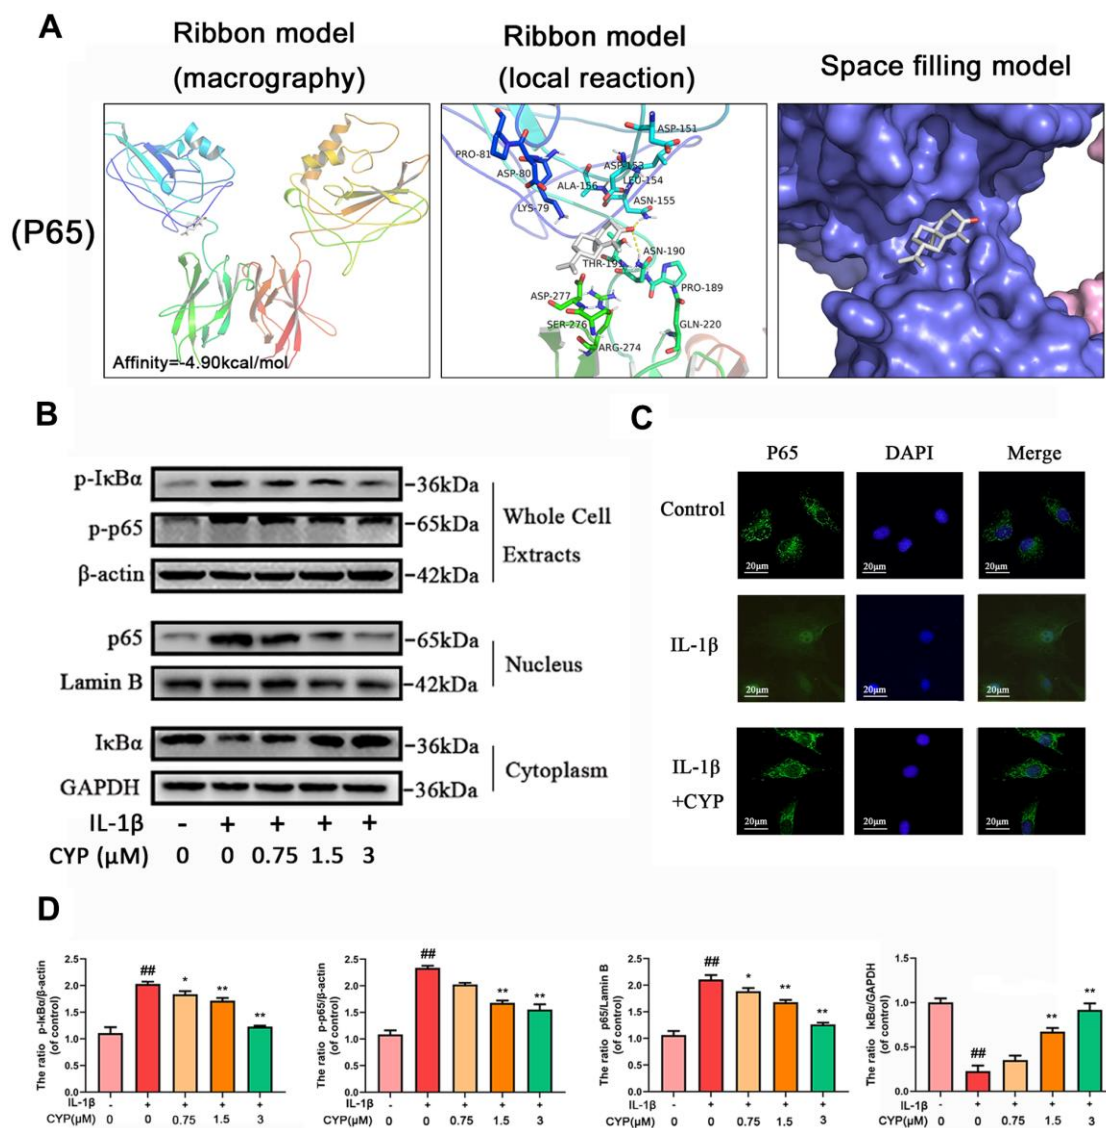 A
Ribbon model
(macrography)
Ribbon model
(local reaction)
Space filling model
(P65)
Affinity=-4.90kcal/mol
ASP-151
PRO-81
ASP-80
ASP-153
LEU-154
ALA-156
LYS-79
ASN-155
ASN-190
THR-191
PRO-189
ASP-277
SER-276
GLN-220
ARG-274
B
p-IκBα
-36kDa
p-p65
-65kDa
Whole Cell
Extracts
β-actin
-42kDa
p65
-65kDa
Nucleus
Lamin B
-42kDa
IκBα
-36kDa
Cytoplasm
GAPDH
-36kDa
IL-1β - + + + +
CYP (μM) 0 0 0.75 1.5 3
C
P65 DAPI Merge
Control
20μm 20μm 20μm
IL-1β
20μm 20μm 20μm
IL-1β
+CYP
20μm 20μm 20μm
D
The ratio p-IκBα/β-actin
(of control)
2.5
2.0
1.5
1.0
0.5
0.0
## * ** **
IL-1β - + + + +
CYP(μM) 0 0 0.75 1.5 3
The ratio p-p65/β-actin
(of control)
2.5
2.0
1.5
1.0
0.5
0.0
## ** **
IL-1β - + + + +
CYP(μM) 0 0 0.75 1.5 3
The ratio p65/Lamin B
(of control)
2.5
2.0
1.5
1.0
0.5
0.0
## * ** **
IL-1β - + + + +
CYP(μM) 0 0 0.75 1.5 3
The ratio IκBα/GAPDH
(of control)
1.5
1.0
0.5
0.0
## ** **
IL-1β - + + + +
CYP(μM) 0 0 0.75 1.5 3